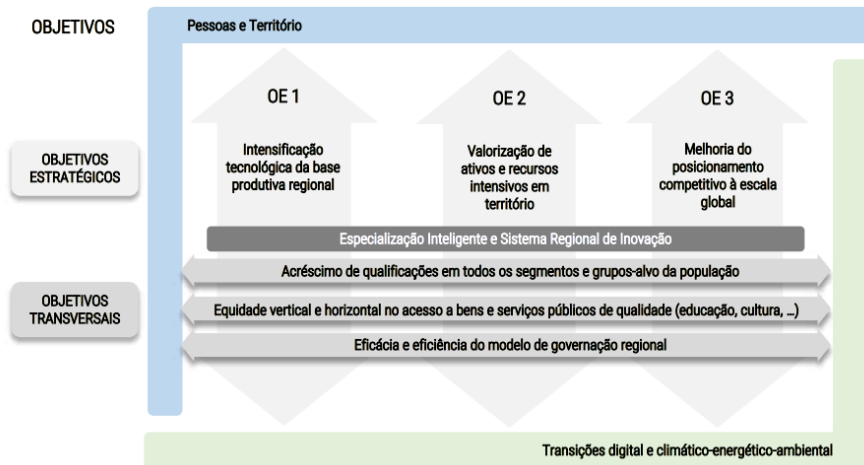 OBJETIVOS
Pessoas e Território
OE 1
OE 2
OE 3
OBJETIVOS
ESTRATÉGICOS
Intensificação
tecnológica da base
produtiva regional
Valorização de
ativos e recursos
intensivos em
território
Melhoria do
posicionamento
competitivo à escala
global
Especialização Inteligente e Sistema Regional de Inovação
OBJETIVOS
TRANSVERSAIS
Acréscimo de qualificações em todos os segmentos e grupos-alvo da população
Equidade vertical e horizontal no acesso a bens e serviços públicos de qualidade (educação, cultura, ...)
Eficácia e eficiência do modelo de governação regional
Transições digital e climático-energético-ambiental